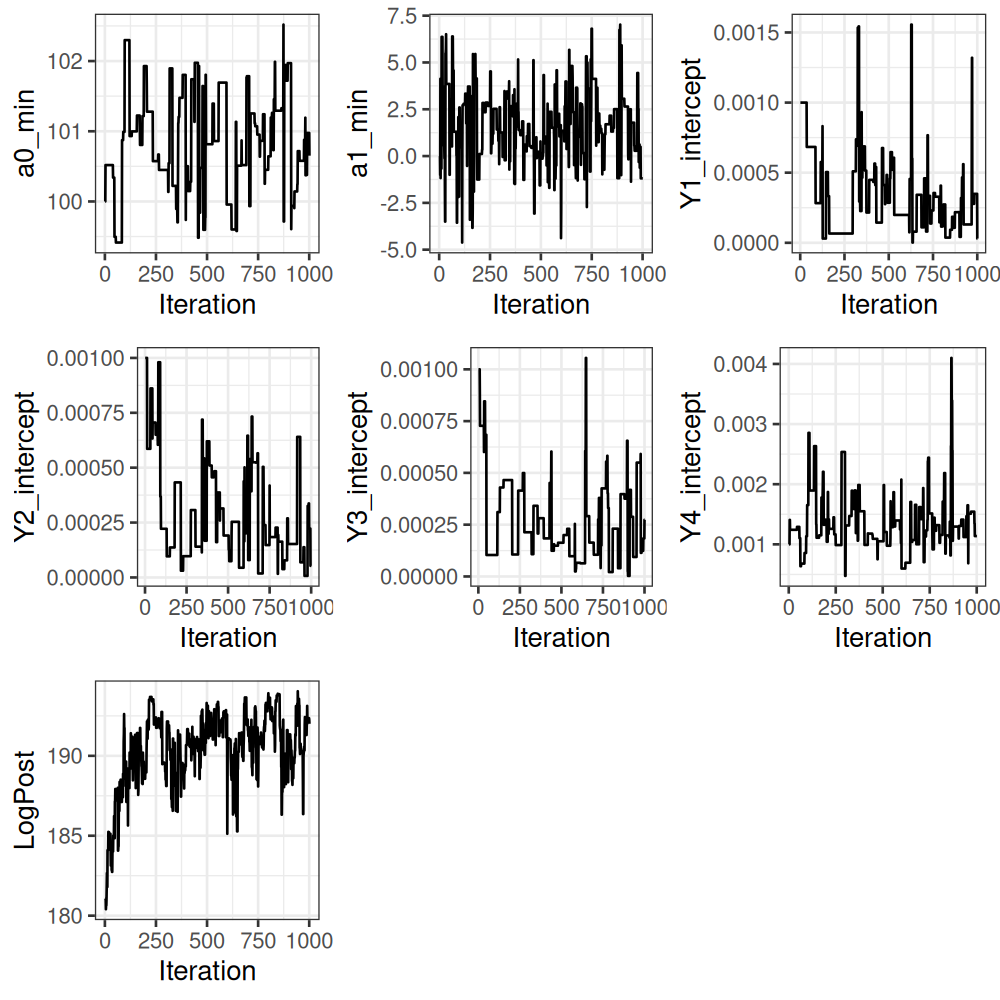 a0_min
102
101
100
0 250 500 750 1000
Iteration
a1_min
7.5
5.0
2.5
0.0
-2.5
-5.0
0 250 500 750 1000
Iteration
Y1_intercept
0.0015
0.0010
0.0005
0.0000
0 250 500 750 1000
Iteration
Y2_intercept
0.00100
0.00075
0.00050
0.00025
0.00000
0 250 500 750 1000
Iteration
Y3_intercept
0.00100
0.00075
0.00050
0.00025
0.00000
0 250 500 750 1000
Iteration
Y4_intercept
0.004
0.003
0.002
0.001
0 250 500 750 1000
Iteration
LogPost
190
185
180
0 250 500 750 1000
Iteration